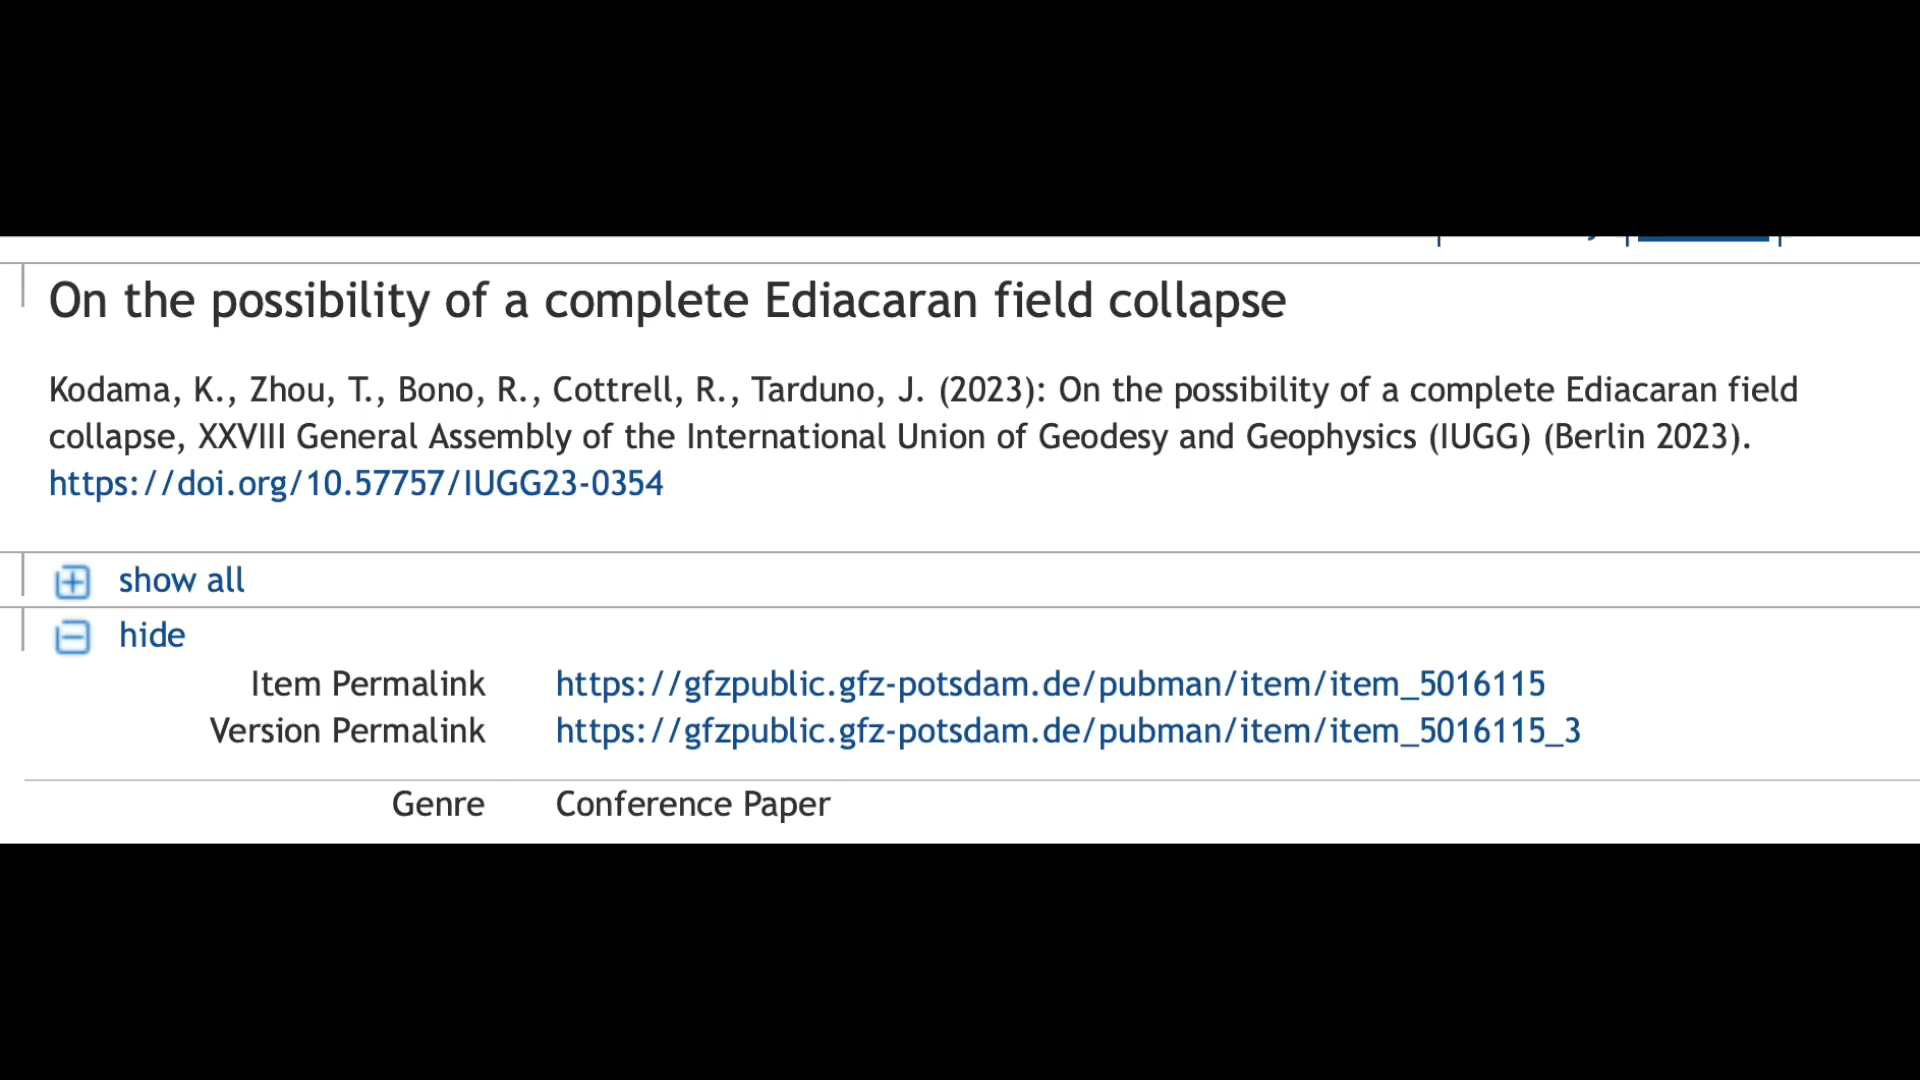 On the possibility of a complete Ediacaran field collapse
Kodama, K., Zhou, T., Bono, R., Cottrell, R., Tarduno, J. (2023): On the possibility of a complete Ediacaran field
collapse, XXVIII General Assembly of the International Union of Geodesy and Geophysics (IUGG) (Berlin 2023).
https://doi.org/10.57757/IUGG23-0354
show all
hide
Item Permalink https://gfzpublic.gfz-potsdam.de/pubman/item/item_5016115
Version Permalink https://gfzpublic.gfz-potsdam.de/pubman/item/item_5016115_3
Genre Conference Paper